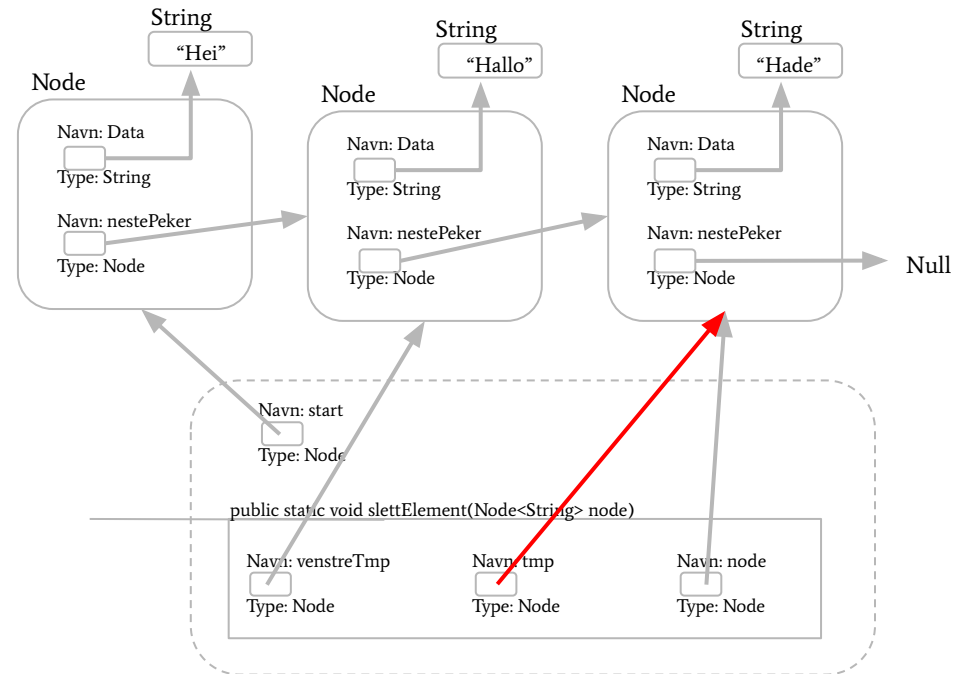 String
“Hei”
Node
Navn: Data
Type: String
Navn: nestePeker
Type: Node
String
“Hallo”
Node
Navn: Data
Type: String
Navn: nestePeker
Type: Node
String
“Hade”
Node
Navn: Data
Type: String
Navn: nestePeker
Type: Node
Null
Navn: start
Type: Node
public static void slettElement(Node<String> node)
Navn: venstreTmp
Type: Node
Navn: tmp
Type: Node
Navn: node
Type: Node